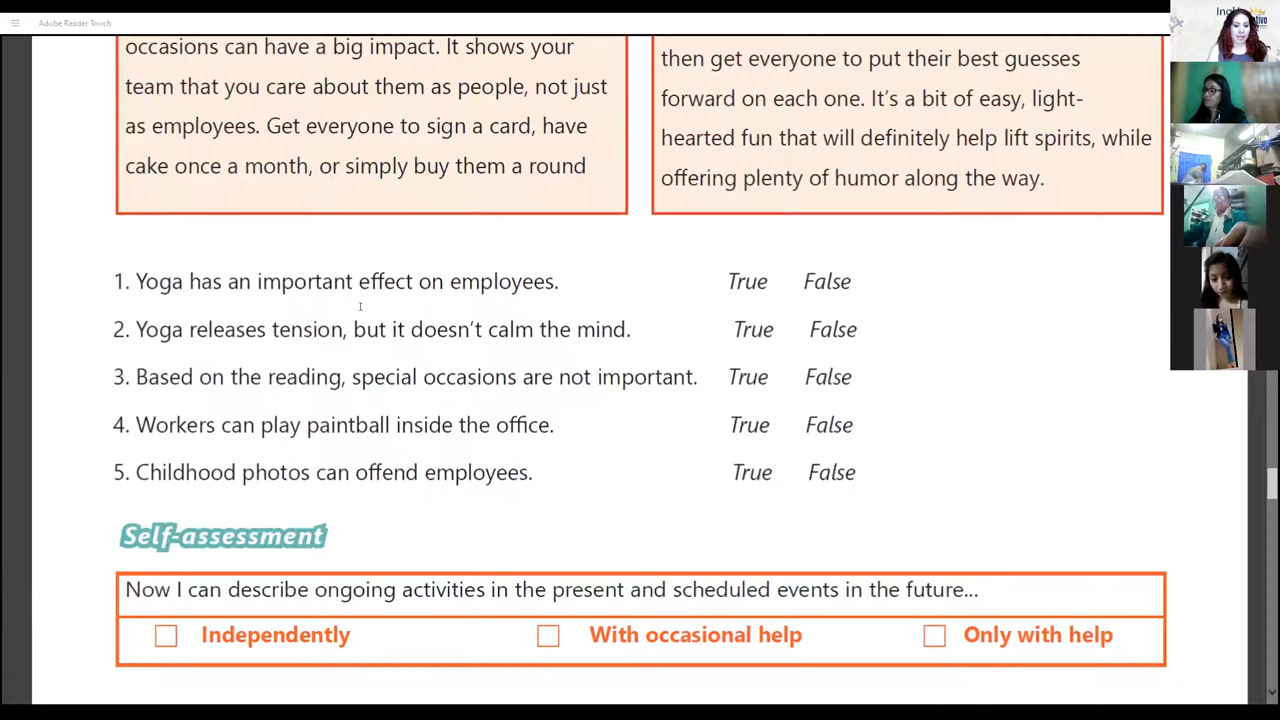 Adobe Reader Touch
occasions can have a big impact. It shows your
team that you care about them as people, not just
as employees. Get everyone to sign a card, have
cake once a month, or simply buy them a round
then get everyone to put their best guesses
forward on each one. It's a bit of easy, light-
hearted fun that will definitely help lift spirits, while
offering plenty of humor along the way.
1. Yoga has an important effect on employees. True False
2. Yoga releases tension, but it doesn't calm the mind. True False
3. Based on the reading, special occasions are not important. True False
4. Workers can play paintball inside the office. True False
5. Childhood photos can offend employees. True False
Self-assessment
Now I can describe ongoing activities in the present and scheduled events in the future...
Independently With occasional help Only with help